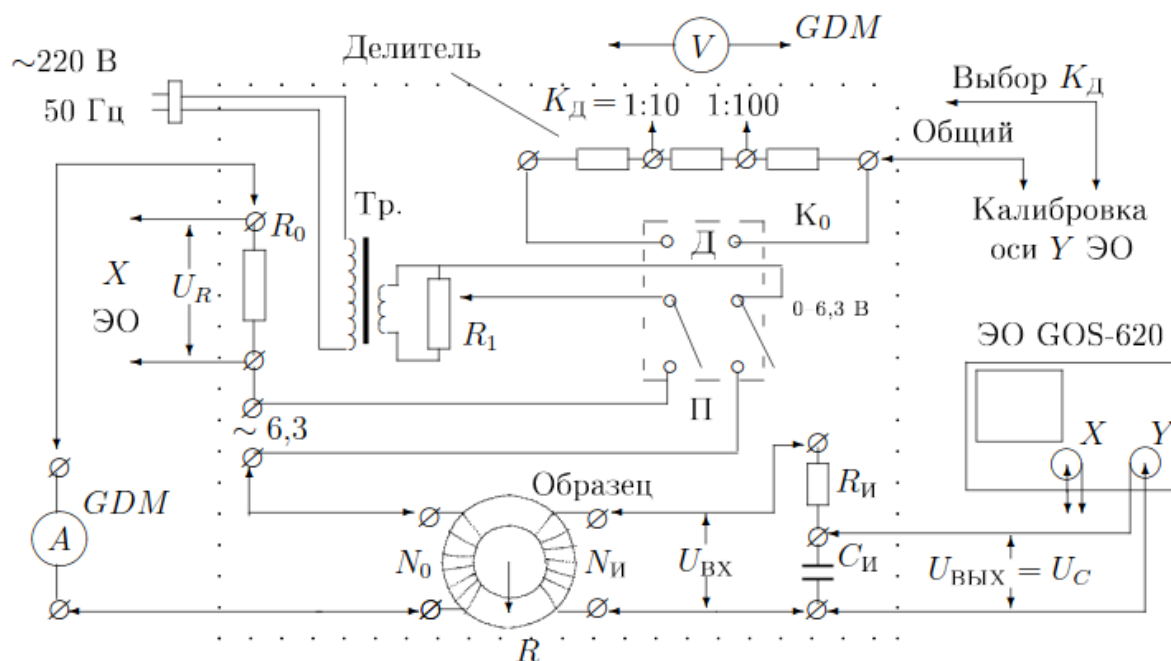 ~220 В
50 Гц
Делитель
V
GDM
K_Д = 1:10
1:100
Выбор K_Д
Общий
Калибровка
оси Y ЭО
R_0
Тр.
К_0
Д
X
ЭО
U_R
R_1
0–6,3 В
ЭО GOS-620
П
X
Y
~ 6,3
Образец
R_И
GDM
A
N_0
N_И
U_ВХ
C_И
U_ВЫХ = U_C
R